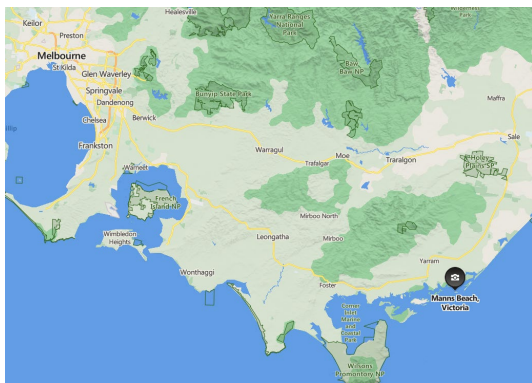 Healesville
Keilor
Preston
Melbourne
St·Kilda
Glen Waverley
Springvale
Dandenong
Chelsea
Berwick
Frankston
Yarra Ranges
National
Park
Baw
Baw NP
Bunyip State Park
Maffra
Sale
Warragul
Moe
Trafalgar
Traralgon
Holey
Plains SP
Warneet
French
Island NP
Wimbledon
Heights
Mirboo North
Leongatha
Mirboo
Wonthaggi
Foster
Yarram
Manns Beach,
Victoria
Corner
Inlet
Marine
and
Coastal
Park
Wilsons
Promontory NP